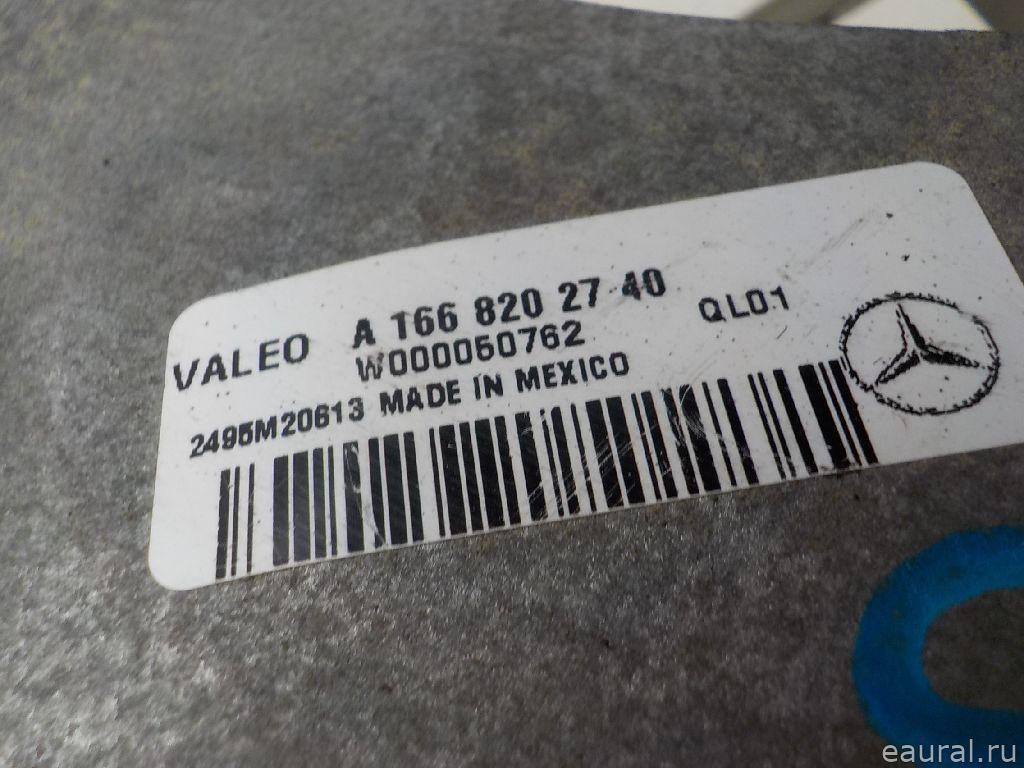 VALEO A 166 820 27 40 QL01
W000050762
2495M20613 MADE IN MEXICO
eaural.ru